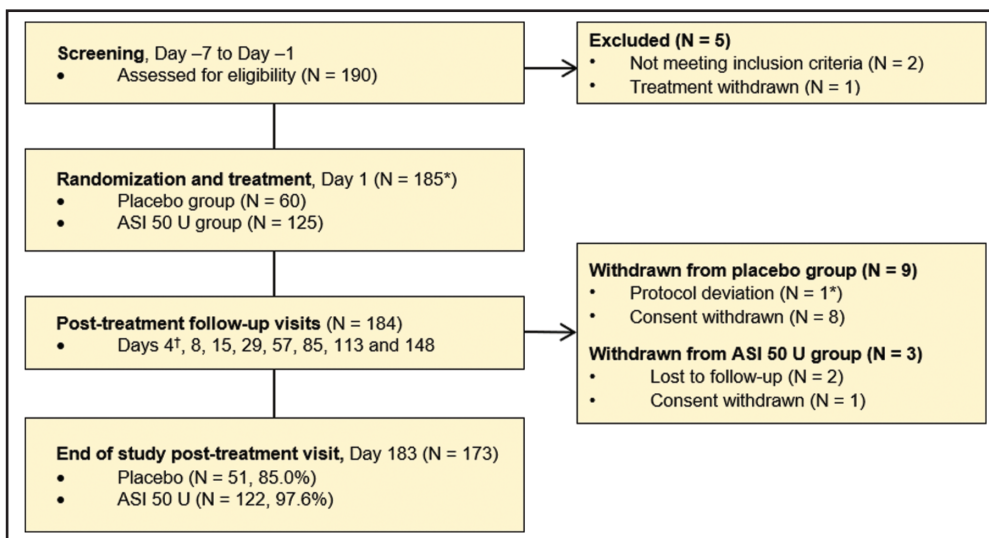 Screening, Day –7 to Day –1
• Assessed for eligibility (N = 190)
Excluded (N = 5)
• Not meeting inclusion criteria (N = 2)
• Treatment withdrawn (N = 1)
Randomization and treatment, Day 1 (N = 185*)
• Placebo group (N = 60)
• ASI 50 U group (N = 125)
Post-treatment follow-up visits (N = 184)
• Days 4†, 8, 15, 29, 57, 85, 113 and 148
Withdrawn from placebo group (N = 9)
• Protocol deviation (N = 1*)
• Consent withdrawn (N = 8)
Withdrawn from ASI 50 U group (N = 3)
• Lost to follow-up (N = 2)
• Consent withdrawn (N = 1)
End of study post-treatment visit, Day 183 (N = 173)
• Placebo (N = 51, 85.0%)
• ASI 50 U (N = 122, 97.6%)